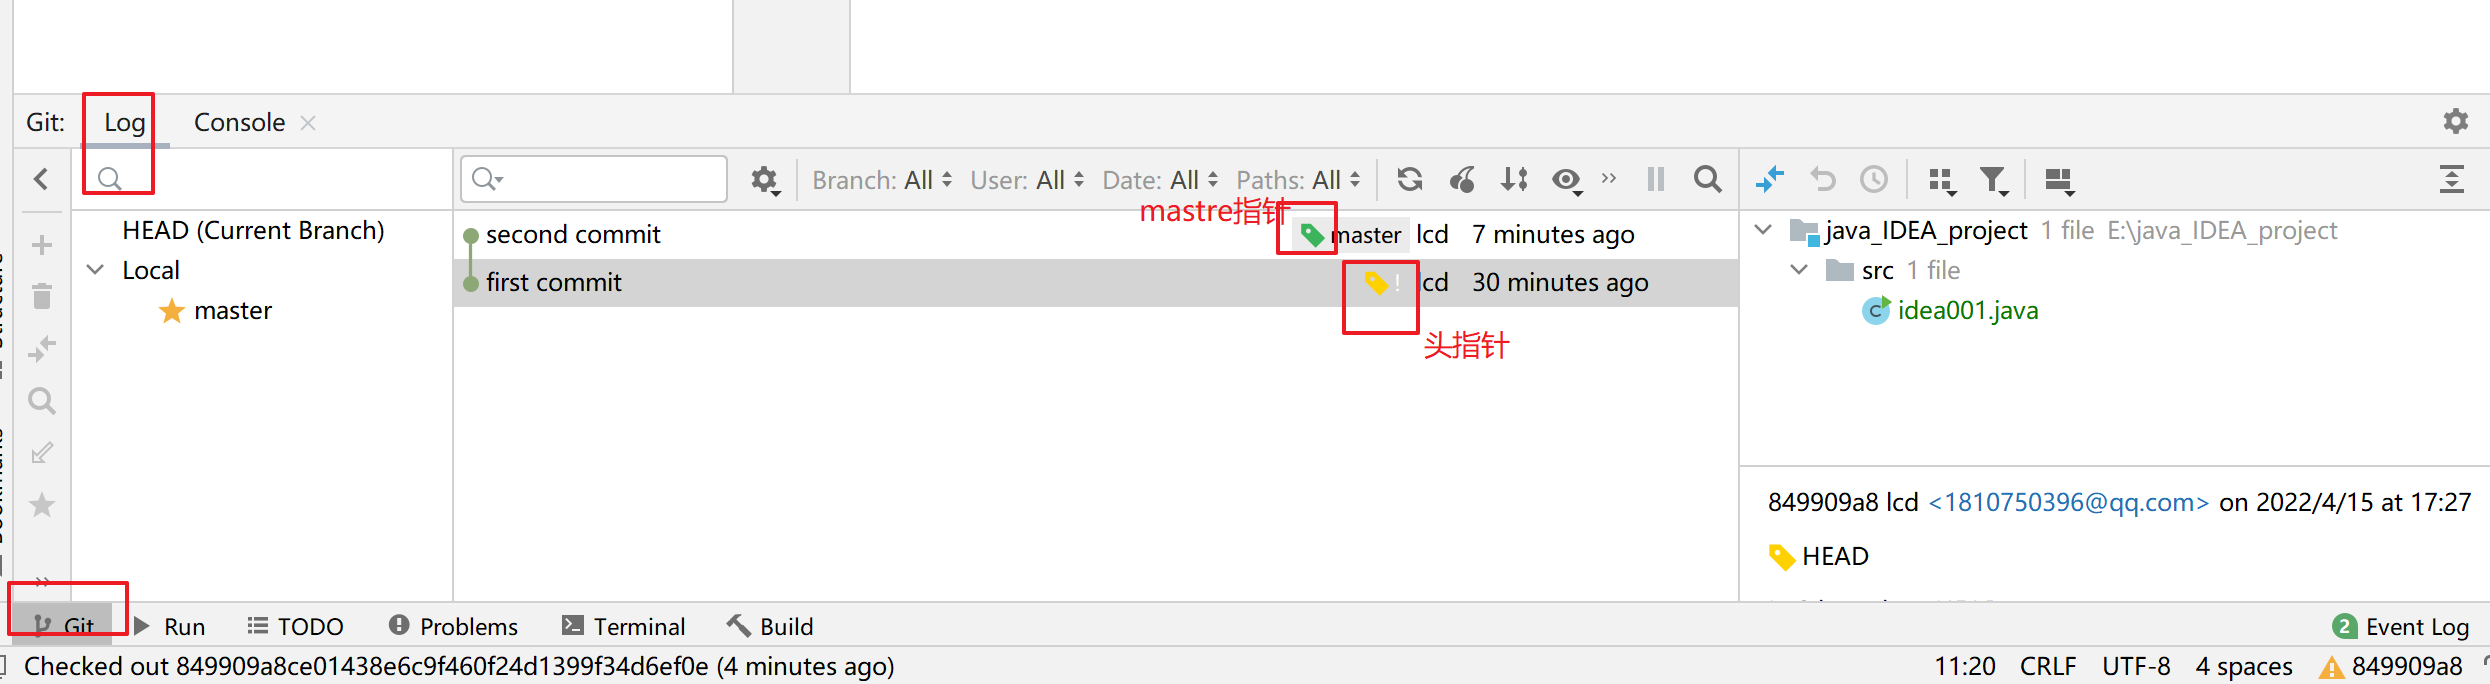 Git: Log Console
Branch: All User: All Date: All Paths: All
mastre指针
HEAD (Current Branch)
Local
master
second commit master lcd 7 minutes ago
first commit ! lcd 30 minutes ago
头指针
java_IDEA_project 1 file E:\java_IDEA_project
src 1 file
idea001.java
849909a8 lcd <1810750396@qq.com> on 2022/4/15 at 17:27
HEAD
Git Run TODO Problems Terminal Build 2 Event Log
Checked out 849909a8ce01438e6c9f460f24d1399f34d6ef0e (4 minutes ago) 11:20 CRLF UTF-8 4 spaces 849909a8